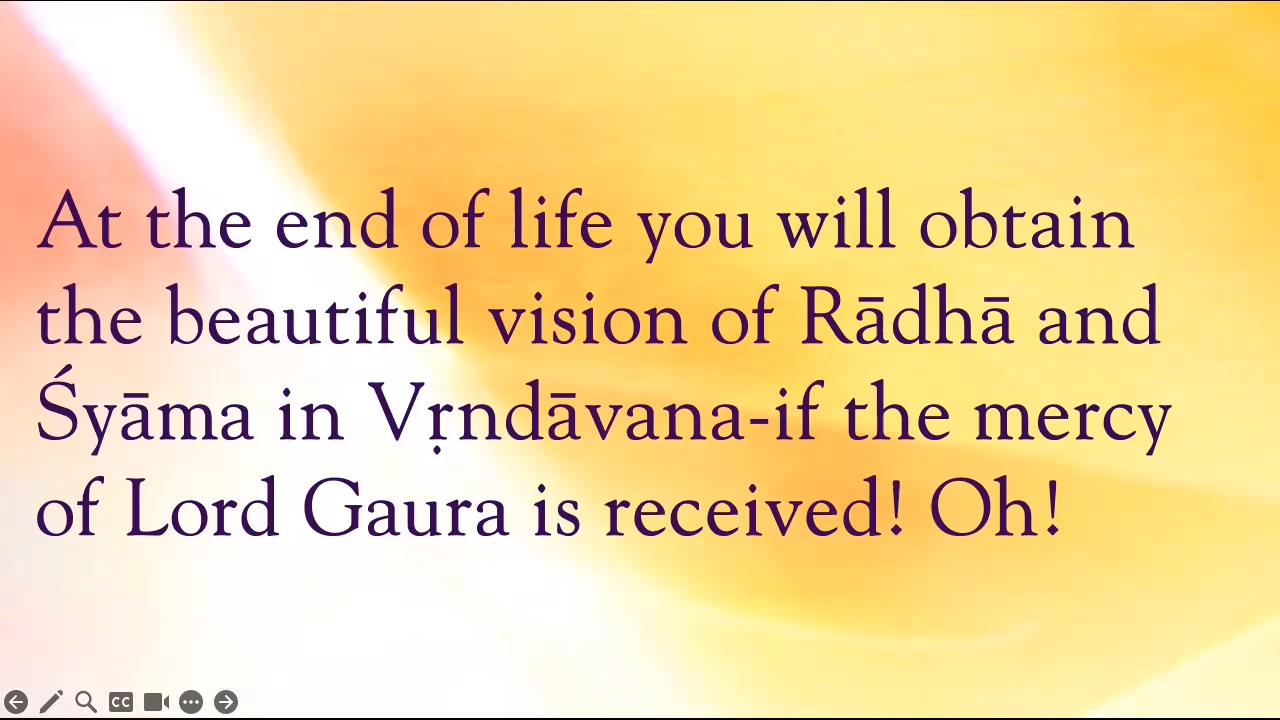 At the end of life you will obtain
the beautiful vision of Rādhā and
Śyāma in Vṛndāvana-if the mercy
of Lord Gaura is received! Oh!
CC